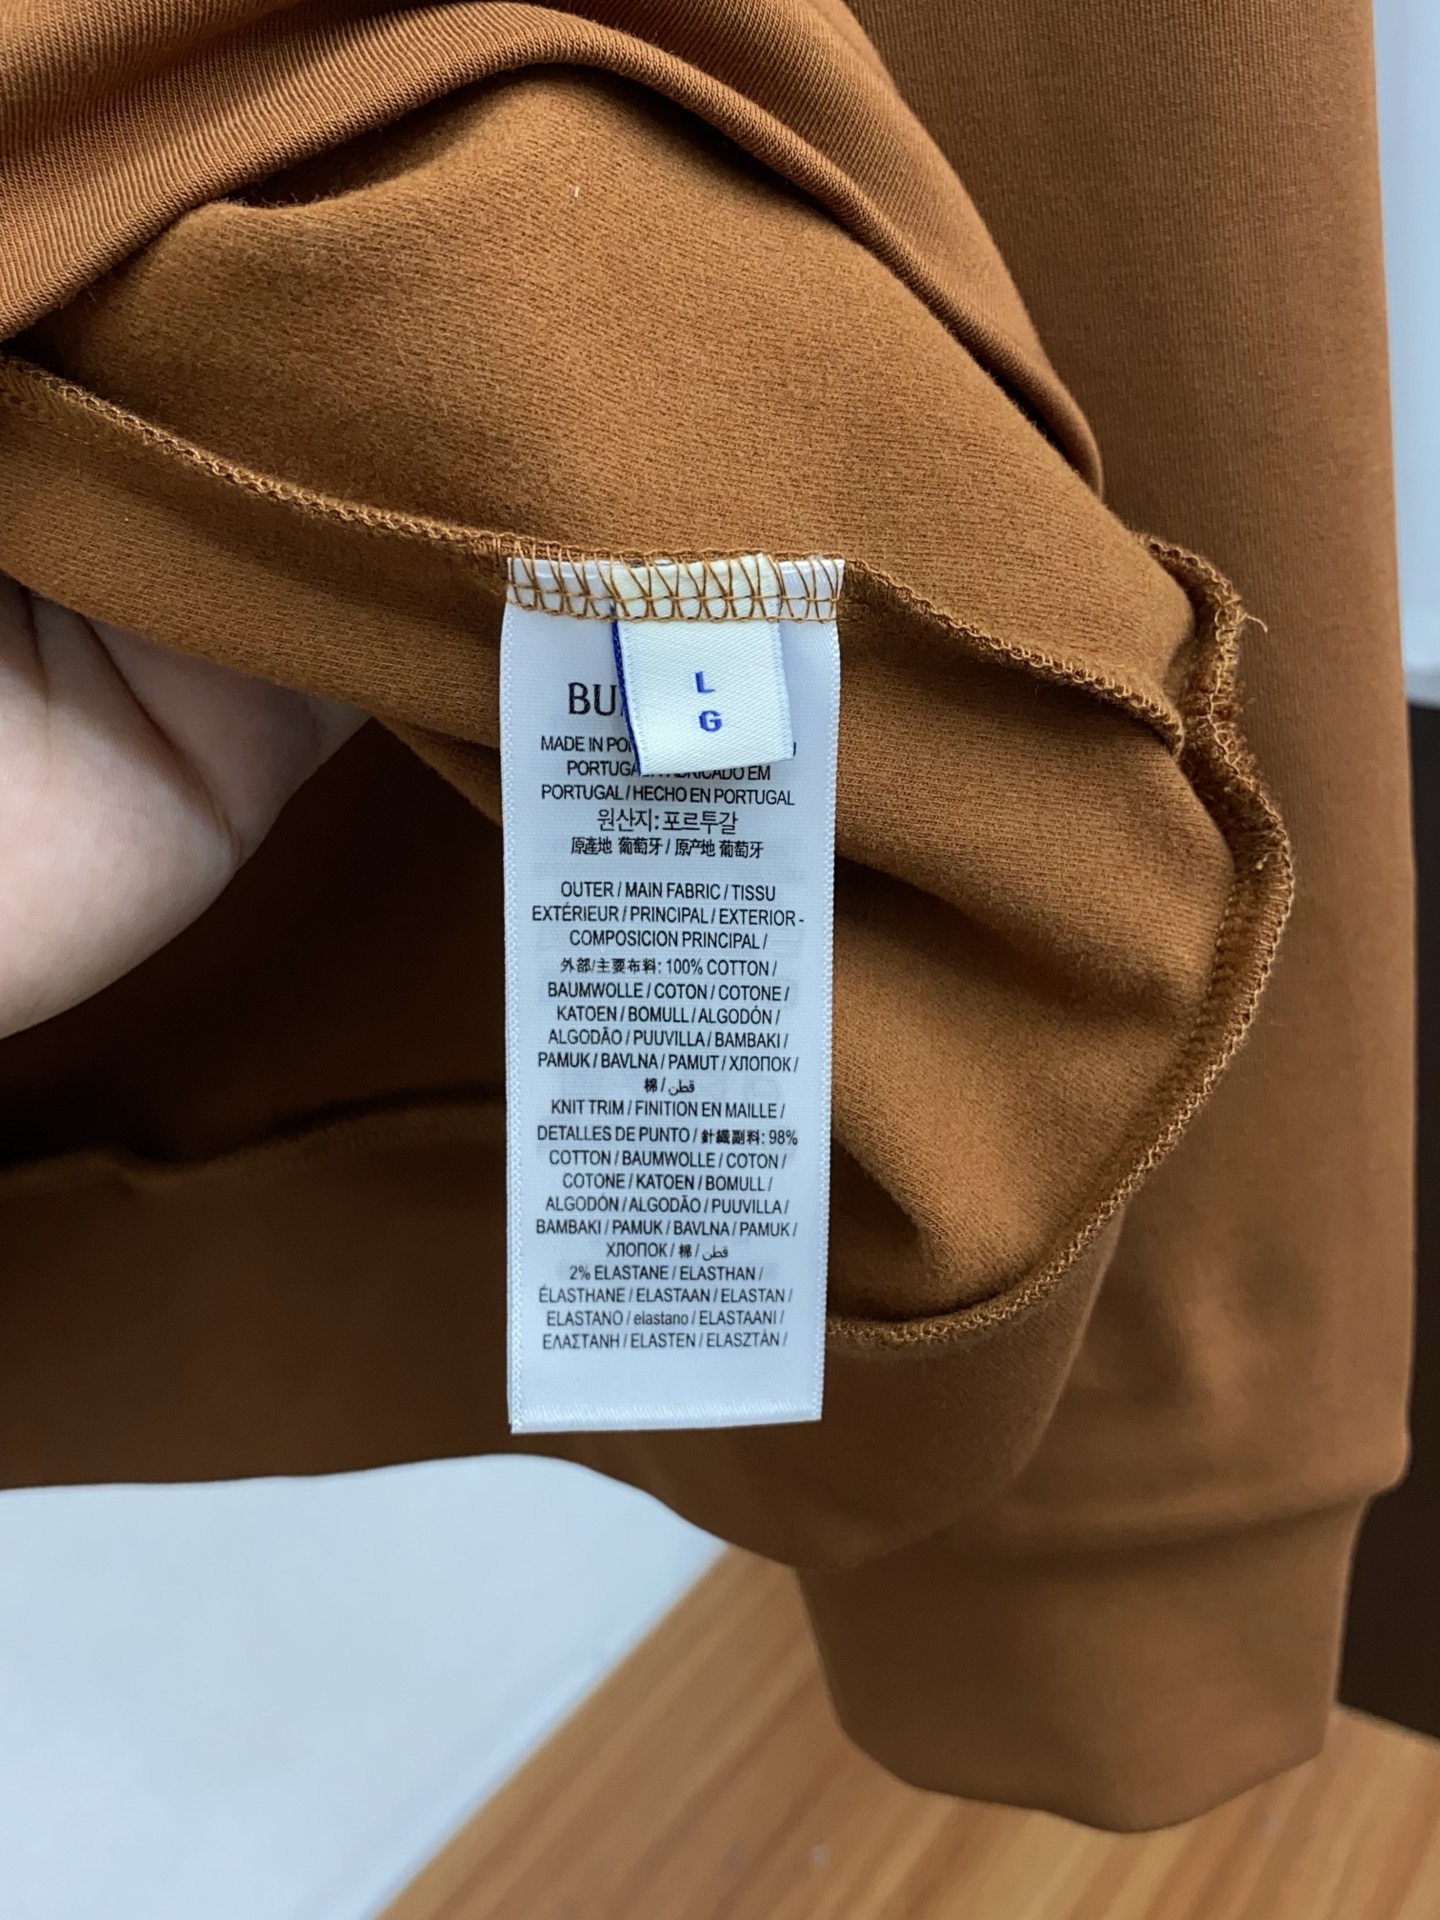 L
G
BU
MADE IN
PORTUGAL EM
PORTUGAL / HECHO EN PORTUGAL
원산지: 포르투갈
原產地 葡萄牙 / 原产地 葡萄牙
OUTER / MAIN FABRIC / TISSU
EXTÉRIEUR / PRINCIPAL / EXTERIOR -
COMPOSICION PRINCIPAL /
外部/主要布料: 100% COTTON /
BAUMWOLLE / COTON / COTONE /
KATOEN / BOMULL / ALGODÓN /
ALGODÃO / PUUVILLA / BAMBAKI /
PAMUK / BAVLNA / PAMUT / ХЛОПОК /
棉 / قطن
KNIT TRIM / FINITION EN MAILLE /
DETALLES DE PUNTO / 針織副料: 98%
COTTON / BAUMWOLLE / COTON /
COTONE / KATOEN / BOMULL /
ALGODÓN / ALGODÃO / PUUVILLA /
BAMBAKI / PAMUK / BAVLNA / PAMUK /
ХЛОПОК / 棉 / قطن
2% ELASTANE / ELASTHAN /
ÉLASTHANE / ELASTAAN / ELASTAN /
ELASTANO / elastano / ELASTAANI /
ΕΛΑΣΤΑΝΗ / ELASTEN / ELASZTÁN /